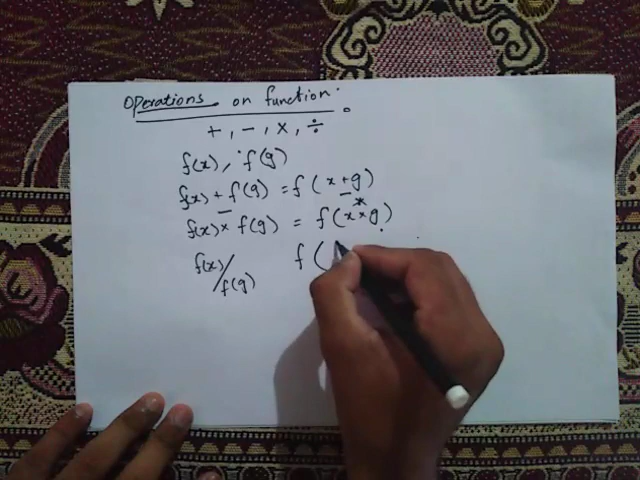 Operations on function:
+, -, x, ÷
f(x), f(g)
f(x) + f(g) = f(x+g)
f(x) x f(g) = f(x*g)
f(x)/f(g) f(